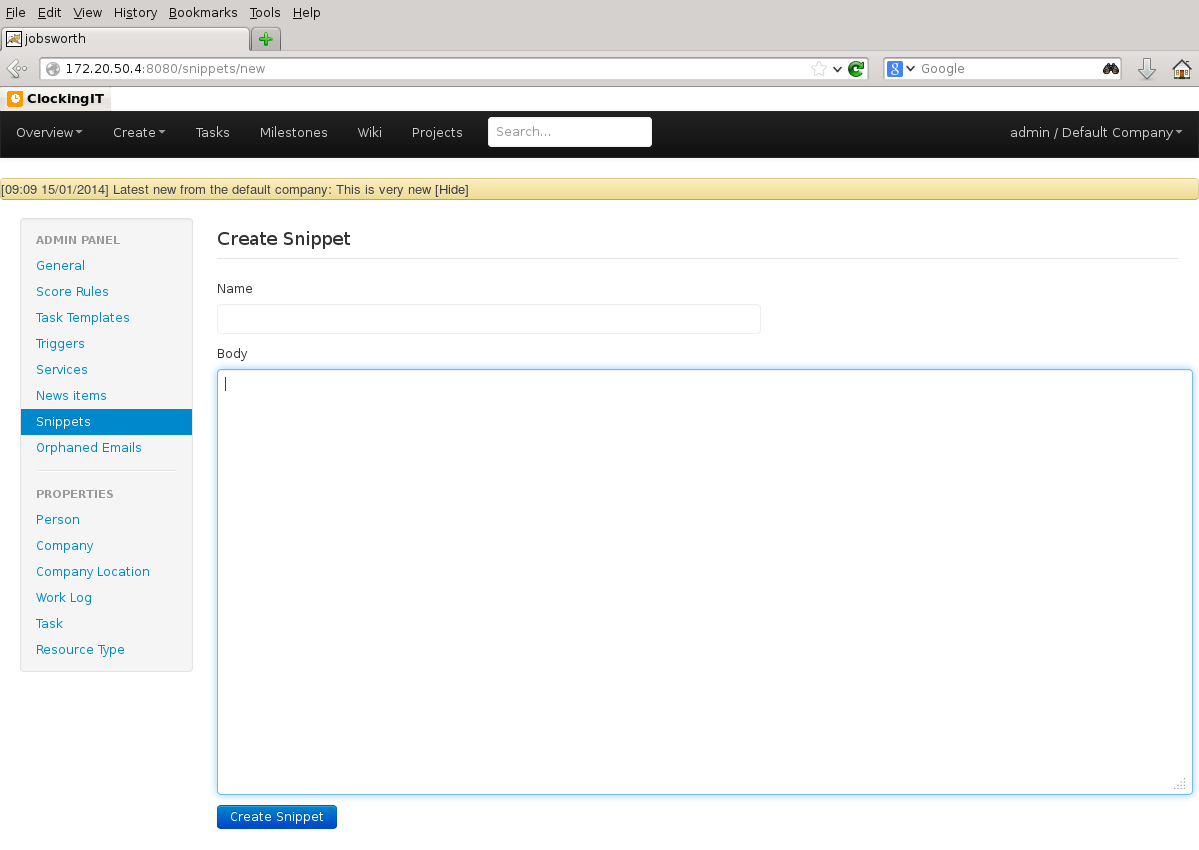 File Edit View History Bookmarks Tools Help
jobsworth
172.20.50.4:8080/snippets/new
Google
ClockingIT
Overview Create Tasks Milestones Wiki Projects Search... admin / Default Company
[09:09 15/01/2014] Latest new from the default company: This is very new [Hide]
ADMIN PANEL
General
Score Rules
Task Templates
Triggers
Services
News items
Snippets
Orphaned Emails
PROPERTIES
Person
Company
Company Location
Work Log
Task
Resource Type
Create Snippet
Name
Body
Create Snippet